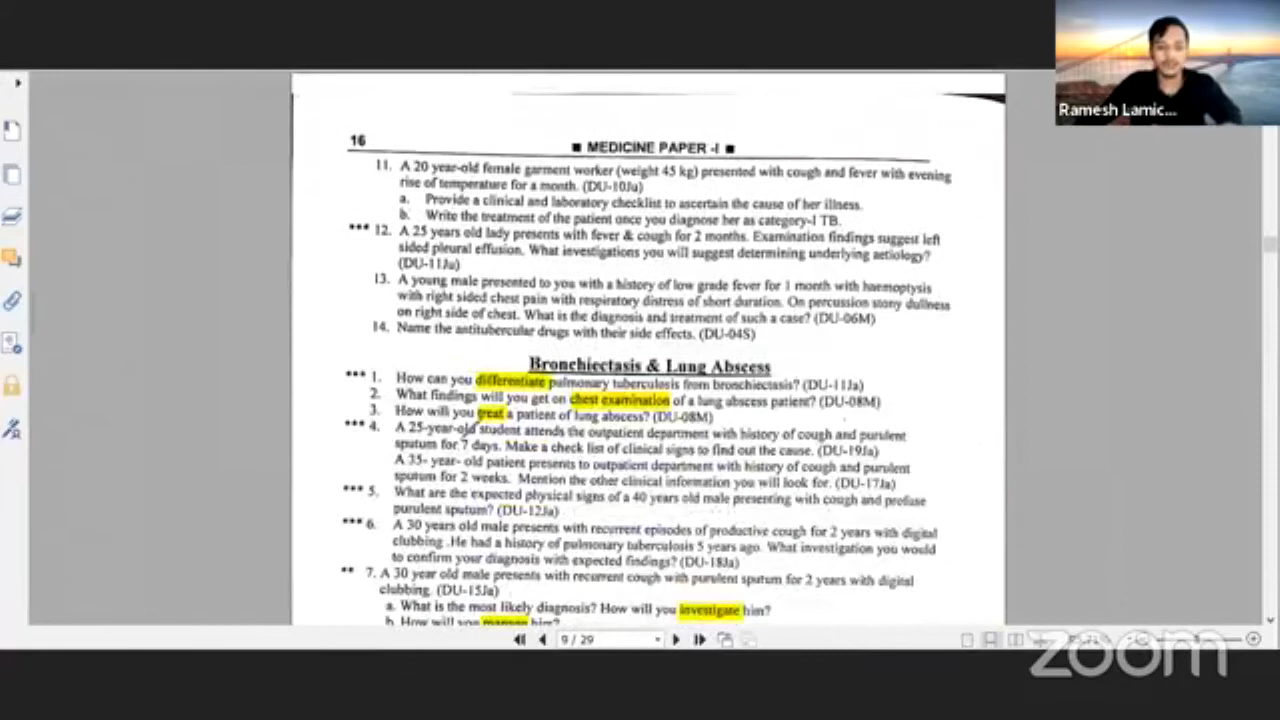 Ramesh Lamic...
16
■ MEDICINE PAPER -I ■
11. A 20 year-old female garment worker (weight 45 kg) presented with cough and fever with evening
rise of temperature for a month. (DU-10Ju)
a. Provide a clinical and laboratory checklist to ascertain the cause of her illness.
b. Write the treatment of the patient once you diagnose her as category-I TB.
*** 12. A 25 years old lady presents with fever & cough for 2 months. Examination findings suggest left
sided pleural effusion. What investigations you will suggest determining underlying aetiology?
(DU-11Ju)
13. A young male presented to you with a history of low grade fever for 1 month with haemoptysis
with right sided chest pain with respiratory distress of short duration. On percussion stony dullness
on right side of chest. What is the diagnosis and treatment of such a case? (DU-06M)
14. Name the antitubercular drugs with their side effects. (DU-04S)
Bronchiectasis & Lung Abscess
*** 1. How can you differentiate pulmonary tuberculosis from bronchiectasis? (DU-11Ja)
2. What findings will you get on chest examination of a lung abscess patient? (DU-08M)
3. How will you treat a patient of lung abscess? (DU-08M)
*** 4. A 25-year-old student attends the outpatient department with history of cough and purulent
sputum for 7 days. Make a check list of clinical signs to find out the cause. (DU-19Ja)
A 35- year- old patient presents to outpatient department with history of cough and purulent
sputum for 2 weeks. Mention the other clinical information you will look for. (DU-17Ja)
*** 5. What are the expected physical signs of a 40 years old male presenting with cough and profuse
purulent sputum? (DU-12Ja)
*** 6. A 30 years old male presents with recurrent episodes of productive cough for 2 years with digital
clubbing .He had a history of pulmonary tuberculosis 5 years ago. What investigation you would
to confirm your diagnosis with expected findings? (DU-18Ja)
** 7. A 30 year old male presents with recurrent cough with purulent sputum for 2 years with digital
clubbing. (DU-15Ja)
a. What is the most likely diagnosis? How will you investigate him?
b. How will you manage him?
9 / 29
zoom